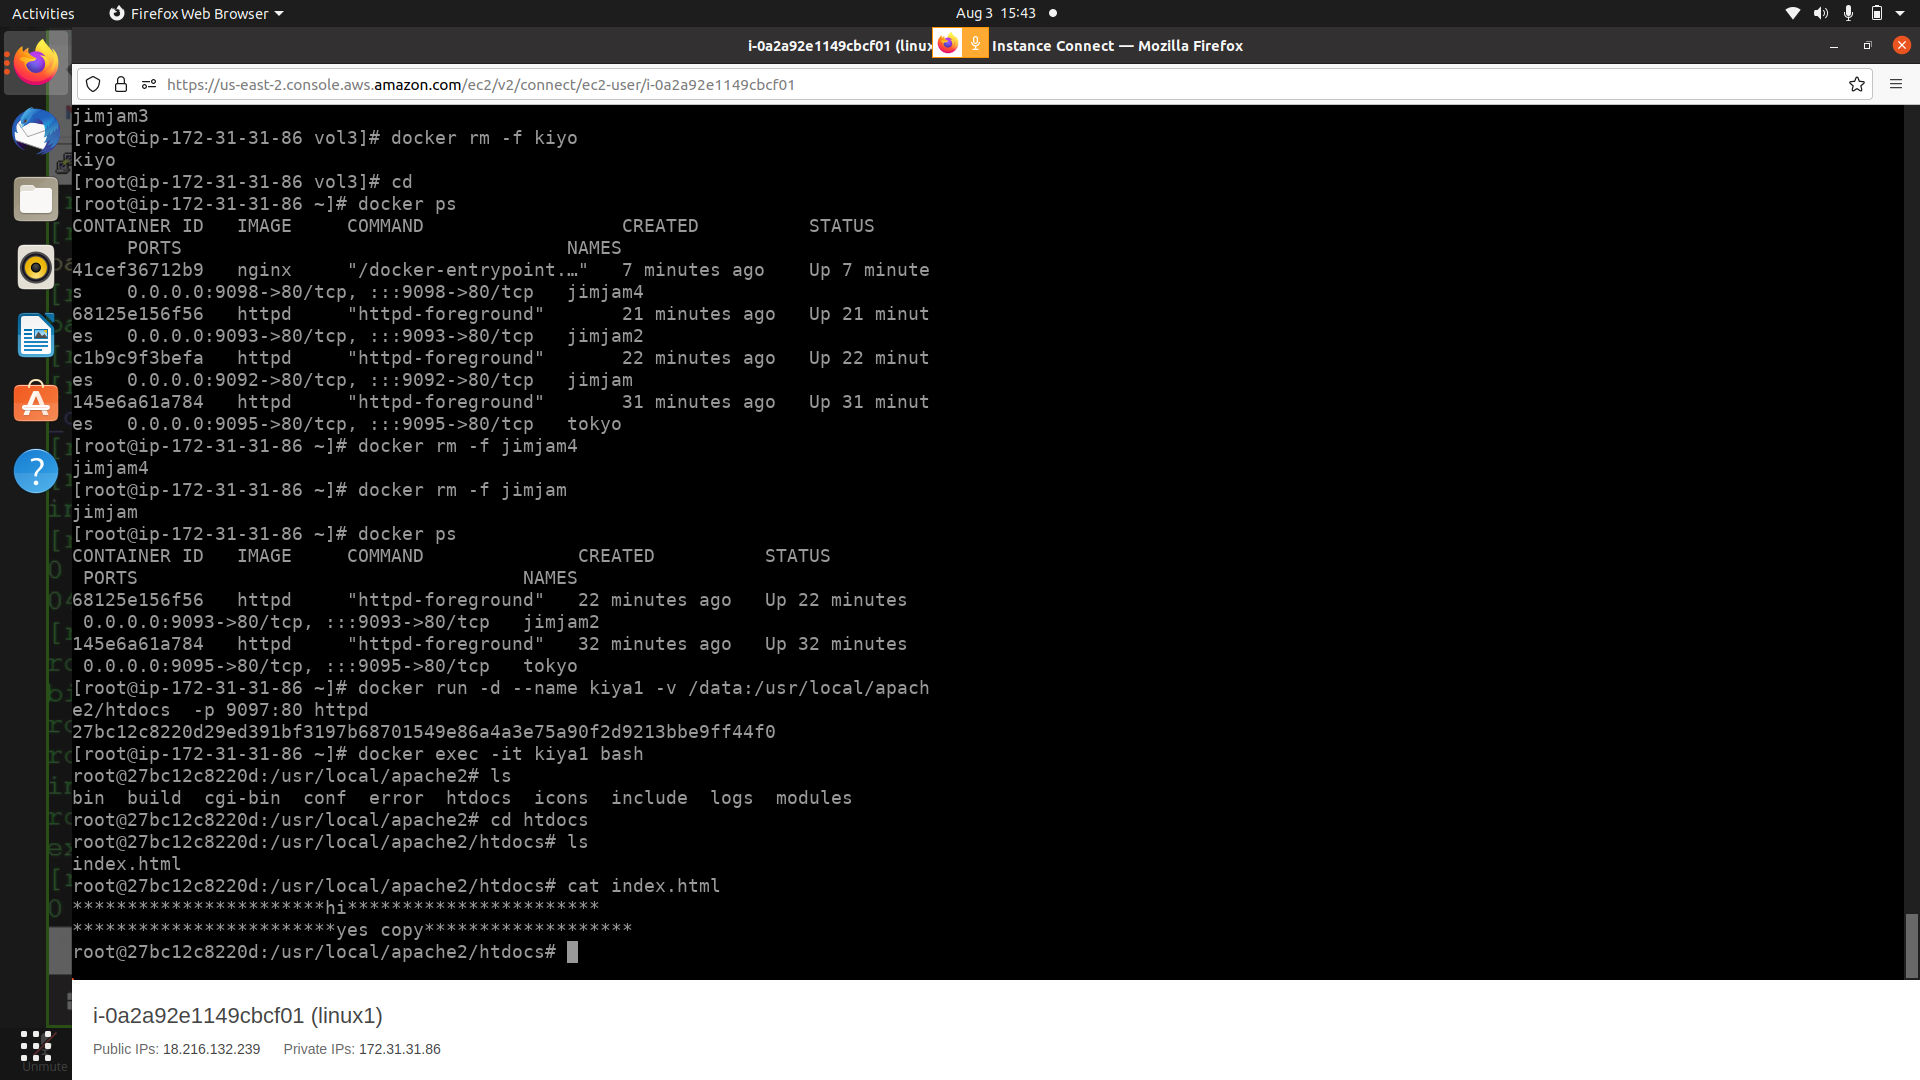 Activities
Firefox Web Browser
Aug 3 15:43
i-0a2a92e1149cbcf01 (linux
Instance Connect — Mozilla Firefox
https://us-east-2.console.aws.amazon.com/ec2/v2/connect/ec2-user/i-0a2a92e1149cbcf01
jimjam3
[root@ip-172-31-31-86 vol3]# docker rm -f kiyo
kiyo
[root@ip-172-31-31-86 vol3]# cd
[root@ip-172-31-31-86 ~]# docker ps
CONTAINER ID   IMAGE     COMMAND                  CREATED          STATUS
     PORTS                                   NAMES
41cef36712b9   nginx     "/docker-entrypoint.…"   7 minutes ago    Up 7 minute
s    0.0.0.0:9098->80/tcp, :::9098->80/tcp   jimjam4
68125e156f56   httpd     "httpd-foreground"       21 minutes ago   Up 21 minut
es   0.0.0.0:9093->80/tcp, :::9093->80/tcp   jimjam2
c1b9c9f3befa   httpd     "httpd-foreground"       22 minutes ago   Up 22 minut
es   0.0.0.0:9092->80/tcp, :::9092->80/tcp   jimjam
145e6a61a784   httpd     "httpd-foreground"       31 minutes ago   Up 31 minut
es   0.0.0.0:9095->80/tcp, :::9095->80/tcp   tokyo
[root@ip-172-31-31-86 ~]# docker rm -f jimjam4
jimjam4
[root@ip-172-31-31-86 ~]# docker rm -f jimjam
jimjam
[root@ip-172-31-31-86 ~]# docker ps
CONTAINER ID   IMAGE     COMMAND              CREATED          STATUS
 PORTS                                   NAMES
68125e156f56   httpd     "httpd-foreground"   22 minutes ago   Up 22 minutes
 0.0.0.0:9093->80/tcp, :::9093->80/tcp   jimjam2
145e6a61a784   httpd     "httpd-foreground"   32 minutes ago   Up 32 minutes
 0.0.0.0:9095->80/tcp, :::9095->80/tcp   tokyo
[root@ip-172-31-31-86 ~]# docker run -d --name kiya1 -v /data:/usr/local/apach
e2/htdocs  -p 9097:80 httpd
27bc12c8220d29ed391bf3197b68701549e86a4a3e75a90f2d9213bbe9ff44f0
[root@ip-172-31-31-86 ~]# docker exec -it kiya1 bash
root@27bc12c8220d:/usr/local/apache2# ls
bin  build  cgi-bin  conf  error  htdocs  icons  include  logs  modules
root@27bc12c8220d:/usr/local/apache2# cd htdocs
root@27bc12c8220d:/usr/local/apache2/htdocs# ls
index.html
root@27bc12c8220d:/usr/local/apache2/htdocs# cat index.html
***********************hi***********************
************************yes copy*******************
root@27bc12c8220d:/usr/local/apache2/htdocs#
i-0a2a92e1149cbcf01 (linux1)
Public IPs: 18.216.132.239   Private IPs: 172.31.31.86
Unmute